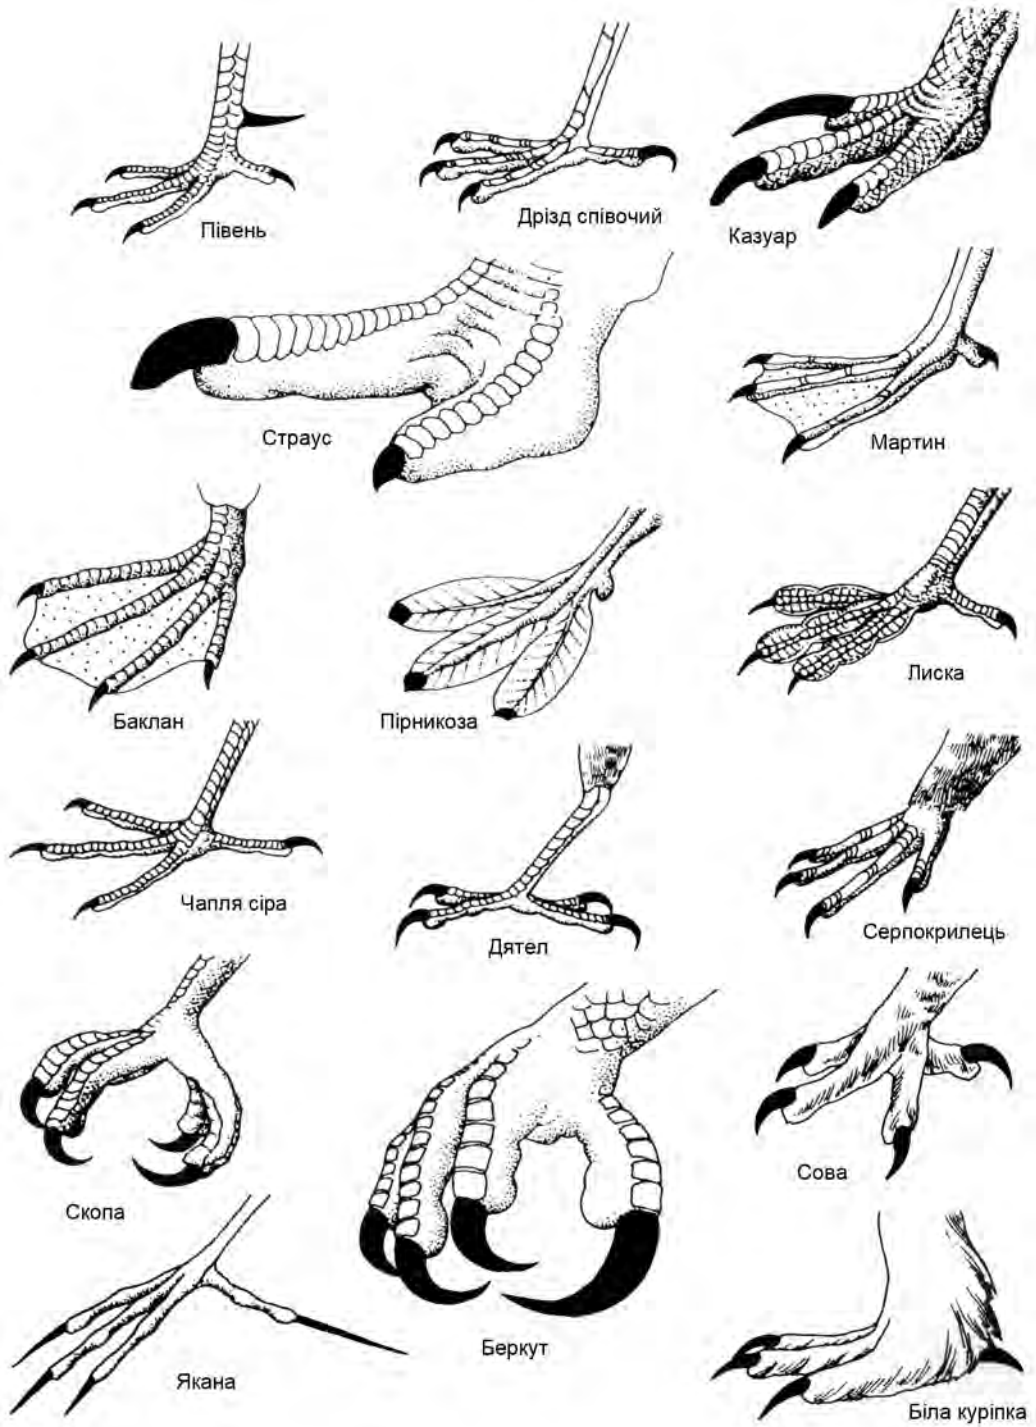 Півень
Дрізд співочий
Казуар
Страус
Мартин
Баклан
Пірникоза
Лиска
Чапля сіра
Дятел
Серпокрилець
Скопа
Беркут
Сова
Якана
Біла куріпка